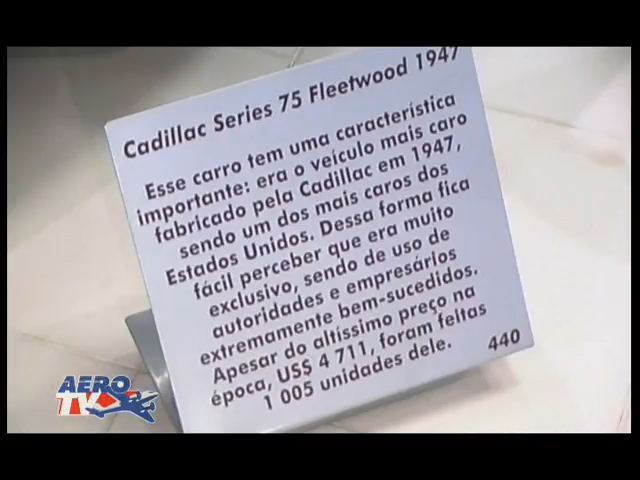 Cadillac Series 75 Fleetwood 1947
Esse carro tem uma característica
importante: era o veículo mais caro
fabricado pela Cadillac em 1947,
sendo um dos mais caros dos
Estados Unidos. Dessa forma fica
fácil perceber que era muito
exclusivo, sendo de uso de
autoridades e empresários
extremamente bem-sucedidos.
Apesar do altíssimo preço na
época, US$ 4 711, foram feitas
1 005 unidades dele.
440
AERO
TV